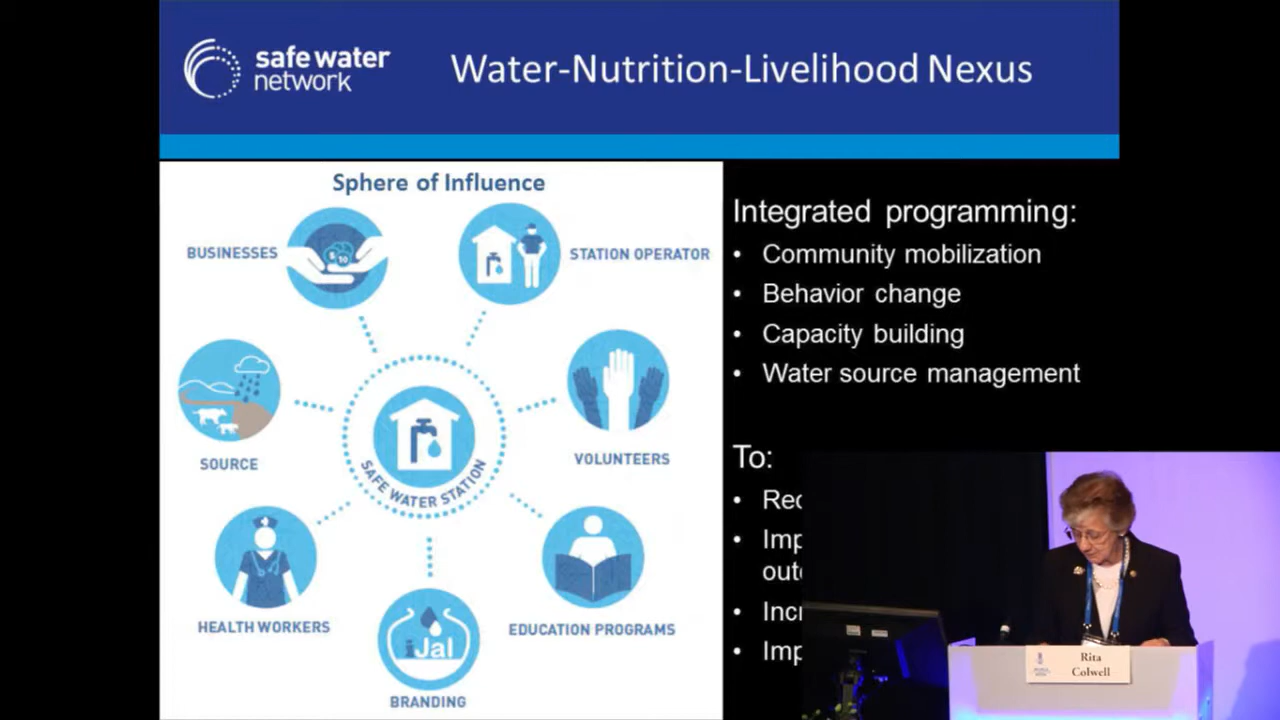 safe water
network
Water-Nutrition-Livelihood Nexus
Sphere of Influence
BUSINESSES
STATION OPERATOR
SOURCE
VOLUNTEERS
SAFE WATER STATION
HEALTH WORKERS
EDUCATION PROGRAMS
iJal
BRANDING
Integrated programming:
• Community mobilization
• Behavior change
• Capacity building
• Water source management
To:
Rita
Colwell